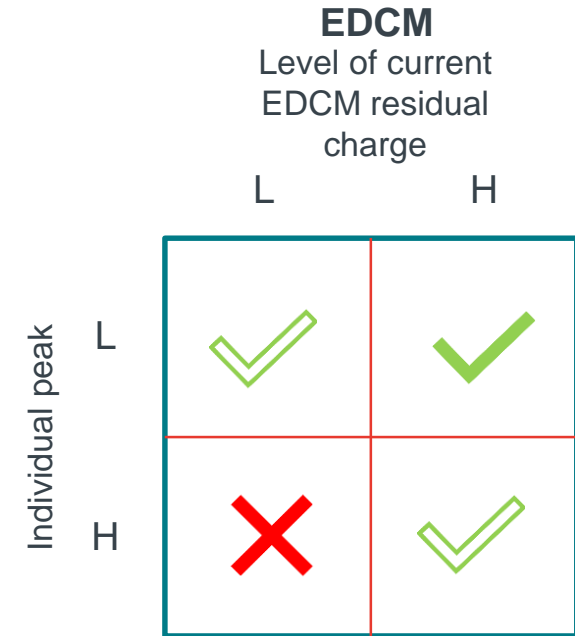 EDCM
Level of current
EDCM residual
charge
L H
Individual peak
L
H